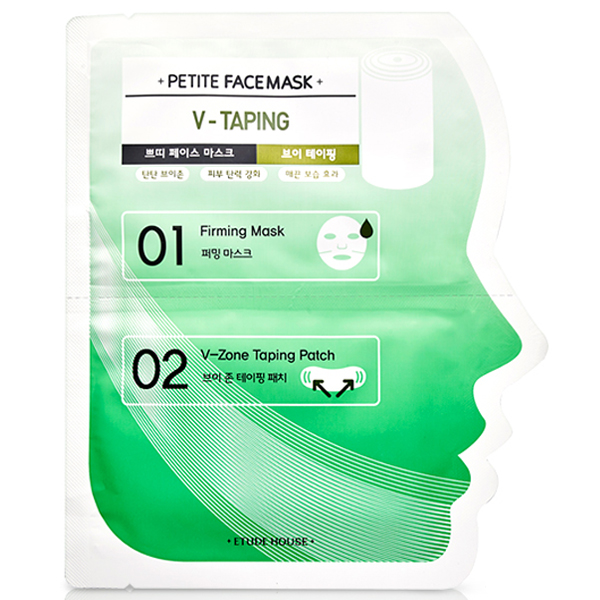 + PETITE FACE MASK +
V - TAPING
쁘띠 페이스 마스크 브이 테이핑
탄탄 브이존 피부 탄력 강화 매끈 보습 효과
01 Firming Mask
퍼밍 마스크
02 V-Zone Taping Patch
브이 존 테이핑 패치
• ETUDE HOUSE •